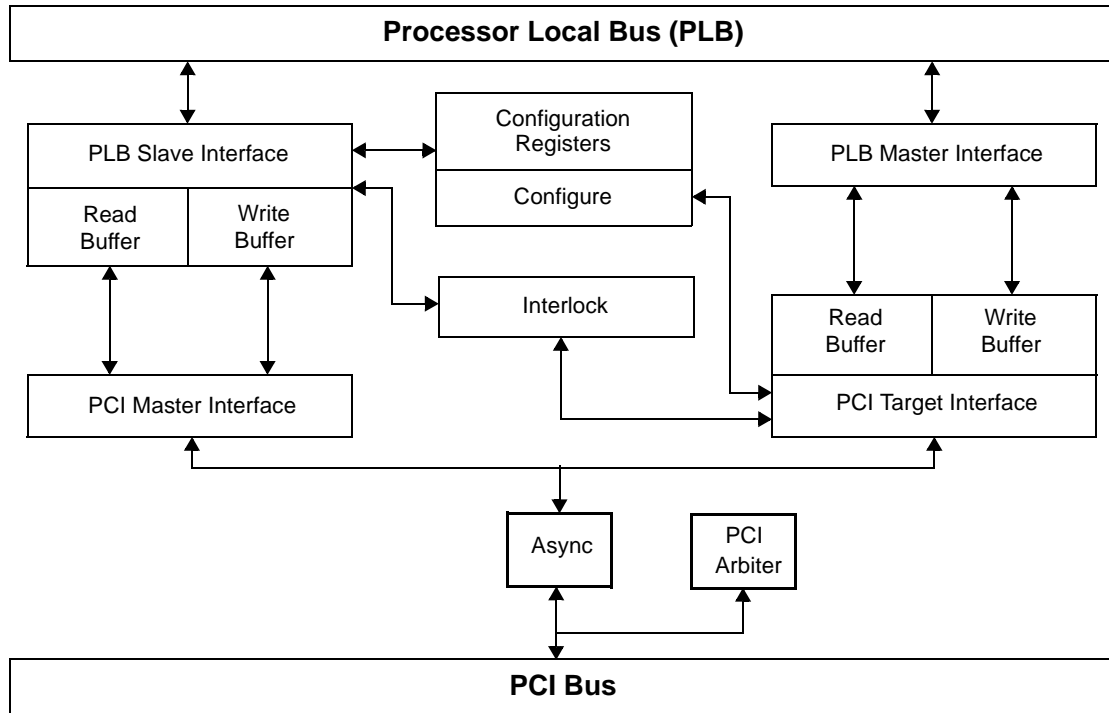 Processor Local Bus (PLB)
PLB Slave Interface
Read
Buffer
Write
Buffer
Configuration
Registers
Configure
PLB Master Interface
Interlock
Read
Buffer
Write
Buffer
PCI Master Interface
PCI Target Interface
Async
PCI
Arbiter
PCI Bus